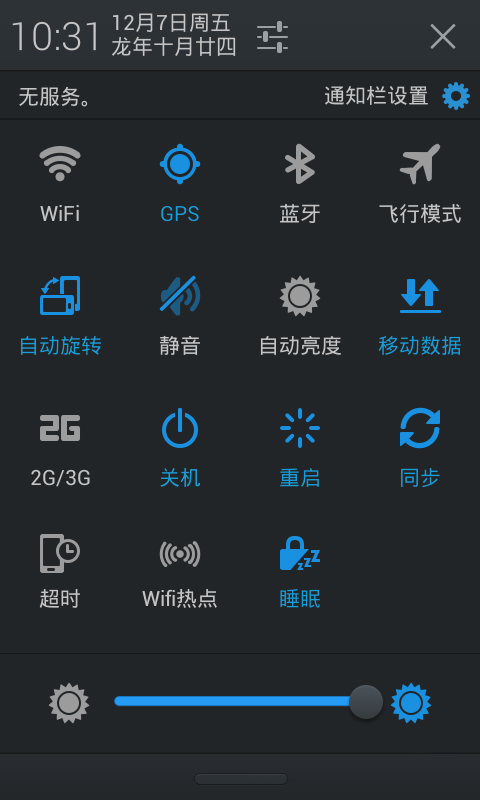 10:31
12月7日周五
龙年十月廿四
无服务。
通知栏设置
WiFi
GPS
蓝牙
飞行模式
自动旋转
静音
自动亮度
移动数据
2G
2G/3G
关机
重启
同步
超时
Wifi热点
zzz
睡眠